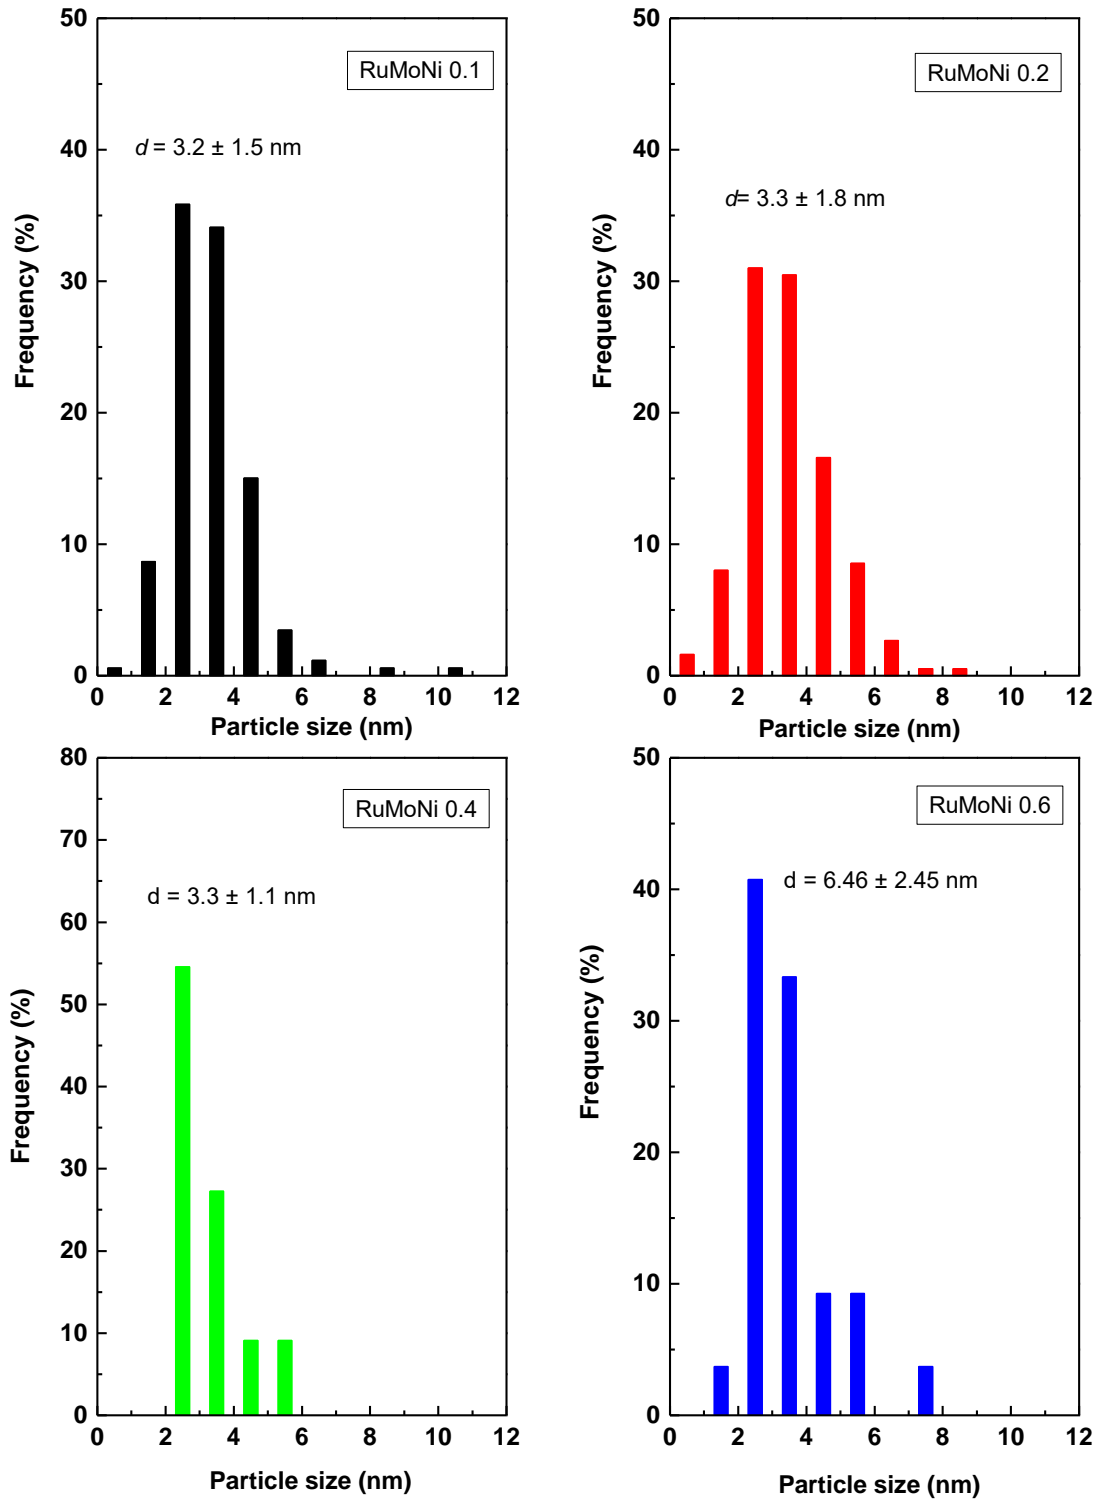 50
40
30
20
10
0
Frequency (%)
RuMoNi 0.1
d = 3.2 ± 1.5 nm
0 2 4 6 8 10 12
Particle size (nm)
50
40
30
20
10
0
Frequency (%)
RuMoNi 0.2
d= 3.3 ± 1.8 nm
0 2 4 6 8 10 12
Particle size (nm)
80
70
60
50
40
30
20
10
0
Frequency (%)
RuMoNi 0.4
d = 3.3 ± 1.1 nm
0 2 4 6 8 10 12
Particle size (nm)
50
40
30
20
10
0
Frequency (%)
RuMoNi 0.6
d = 6.46 ± 2.45 nm
0 2 4 6 8 10 12
Particle size (nm)